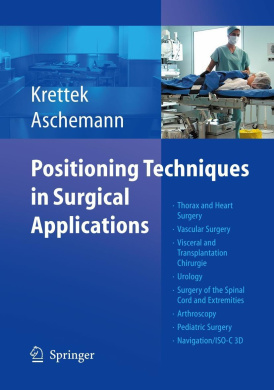 Krettek
Aschemann
Positioning Techniques
in Surgical
Applications
· Thorax and Heart
Surgery
· Vascular Surgery
· Visceral and
Transplantation
Chirurgie
· Urology
· Surgery of the Spinal
Cord and Extremities
· Arthroscopy
· Pediatric Surgery
· Navigation/ISO-C 3D
Springer